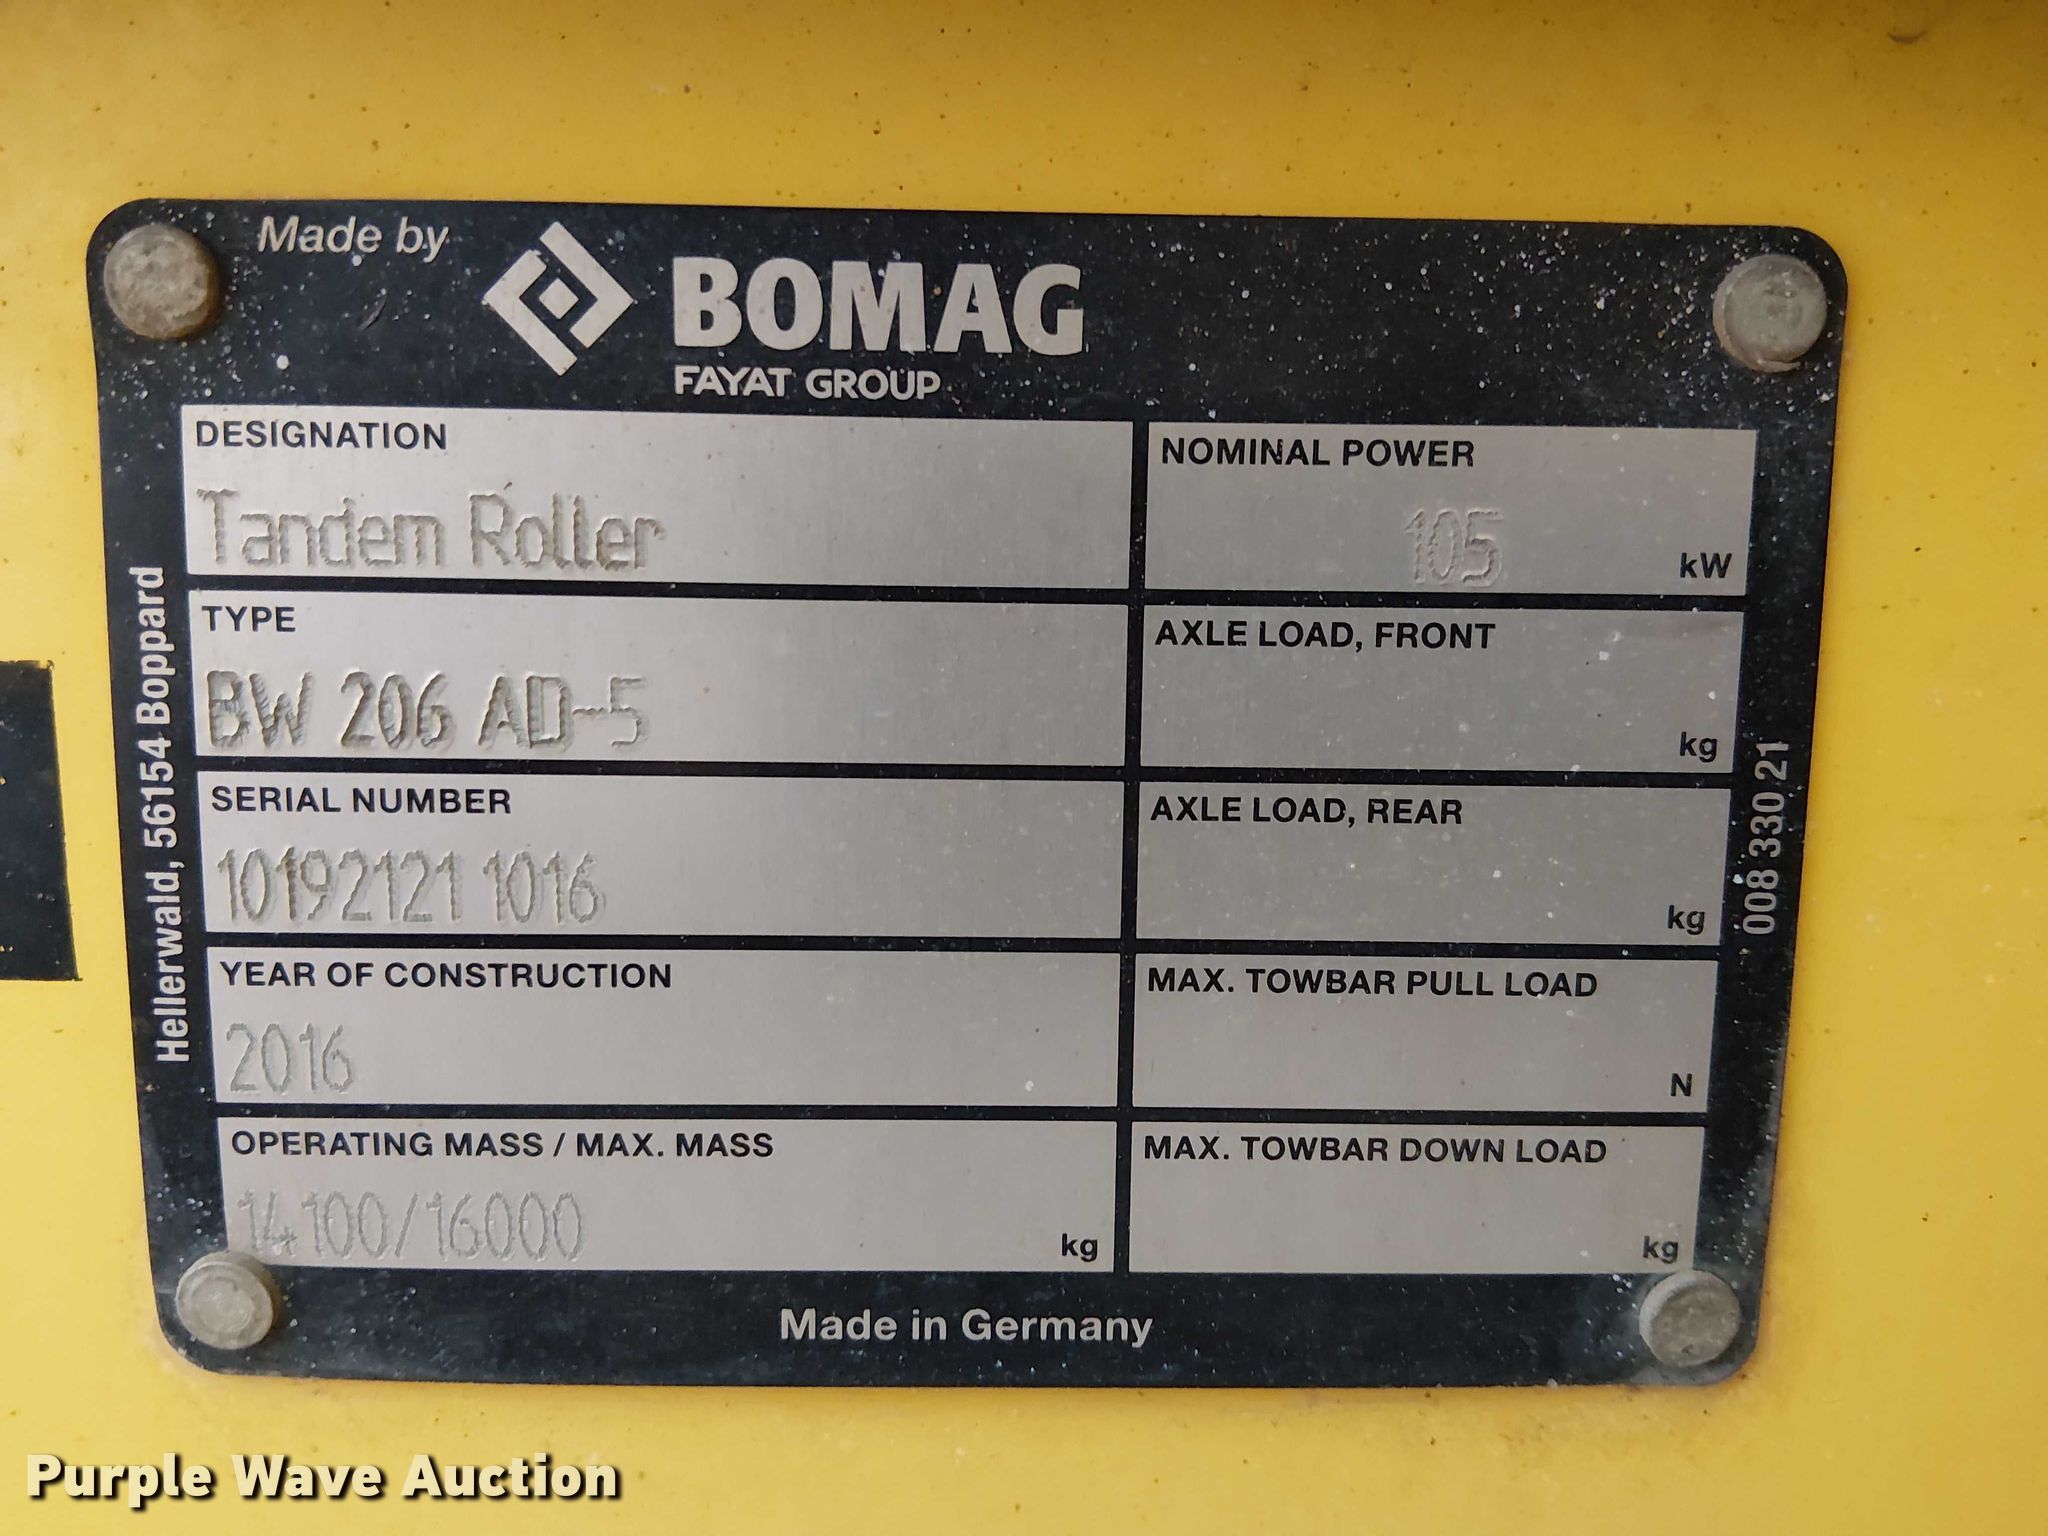 Made by
BOMAG
FAYAT GROUP
DESIGNATION
Tandem Roller
NOMINAL POWER
105
kW
TYPE
BW 206 AD-5
AXLE LOAD, FRONT
kg
SERIAL NUMBER
10192121 1016
AXLE LOAD, REAR
kg
YEAR OF CONSTRUCTION
2016
MAX. TOWBAR PULL LOAD
N
OPERATING MASS / MAX. MASS
14100/16000
kg
MAX. TOWBAR DOWN LOAD
kg
Hellerwald, 56154 Boppard
008 330 21
Made in Germany
Purple Wave Auction